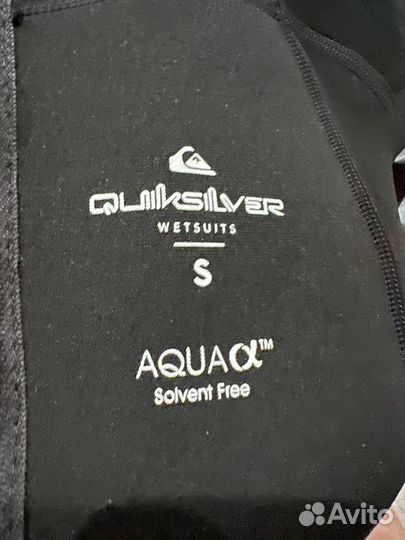 QUIKSILVER
WETSUITS
S
AQUAα™
Solvent Free
Avito